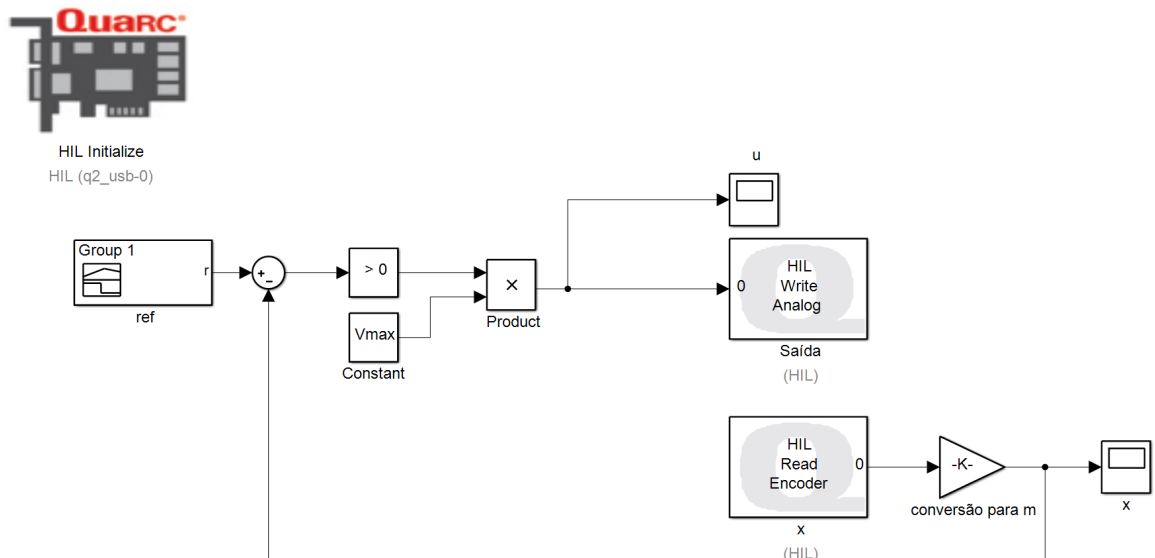 QUARC®
HIL Initialize
HIL (q2_usb-0)
u
Group 1
r
ref
+
−
> 0
×
Product
Vmax
Constant
0
HIL
Write
Analog
Saída
(HIL)
HIL
Read
Encoder
0
x
(HIL)
-K-
conversão para m
x